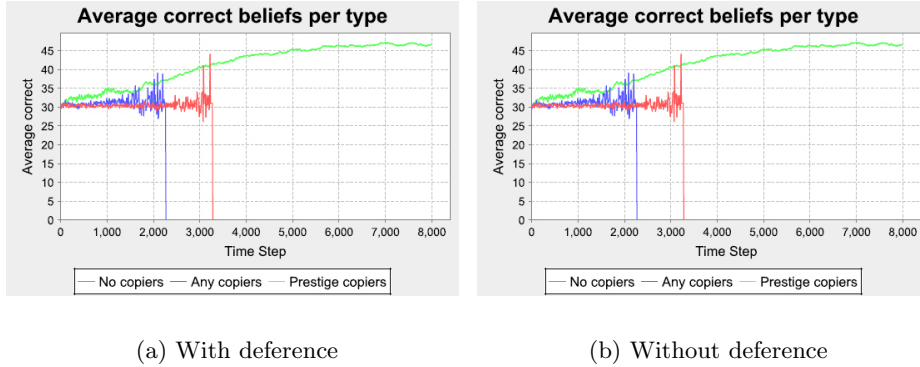 Average correct beliefs per type
Average correct
45
40
35
30
25
20
15
10
5
0
0 1,000 2,000 3,000 4,000 5,000 6,000 7,000 8,000
Time Step
No copiers Any copiers Prestige copiers
(a) With deference
Average correct beliefs per type
Average correct
45
40
35
30
25
20
15
10
5
0
0 1,000 2,000 3,000 4,000 5,000 6,000 7,000 8,000
Time Step
No copiers Any copiers Prestige copiers
(b) Without deference